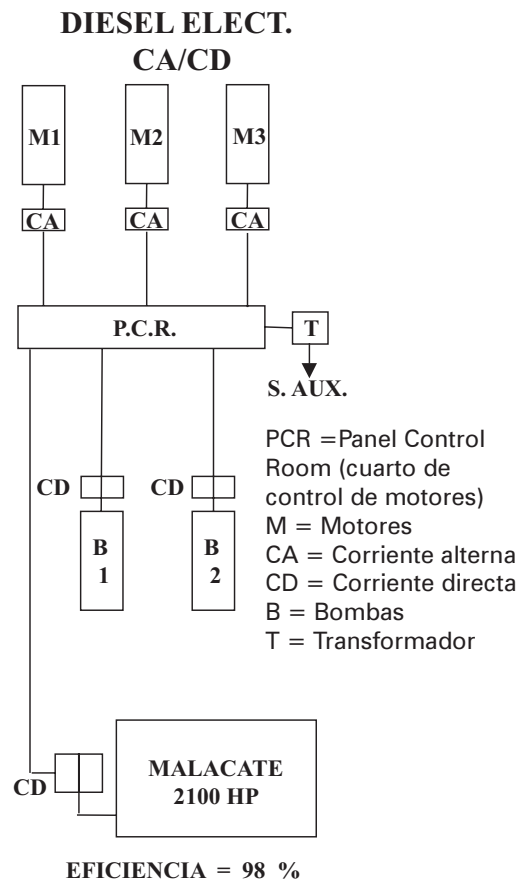 DIESEL ELECT.
CA/CD
M1
M2
M3
CA
CA
CA
P.C.R.
T
S. AUX.
PCR =Panel Control
Room (cuarto de
control de motores)
M = Motores
CA = Corriente alterna
CD = Corriente directa
B = Bombas
T = Transformador
CD
CD
B
1
B
2
CD
MALACATE
2100 HP
EFICIENCIA = 98 %